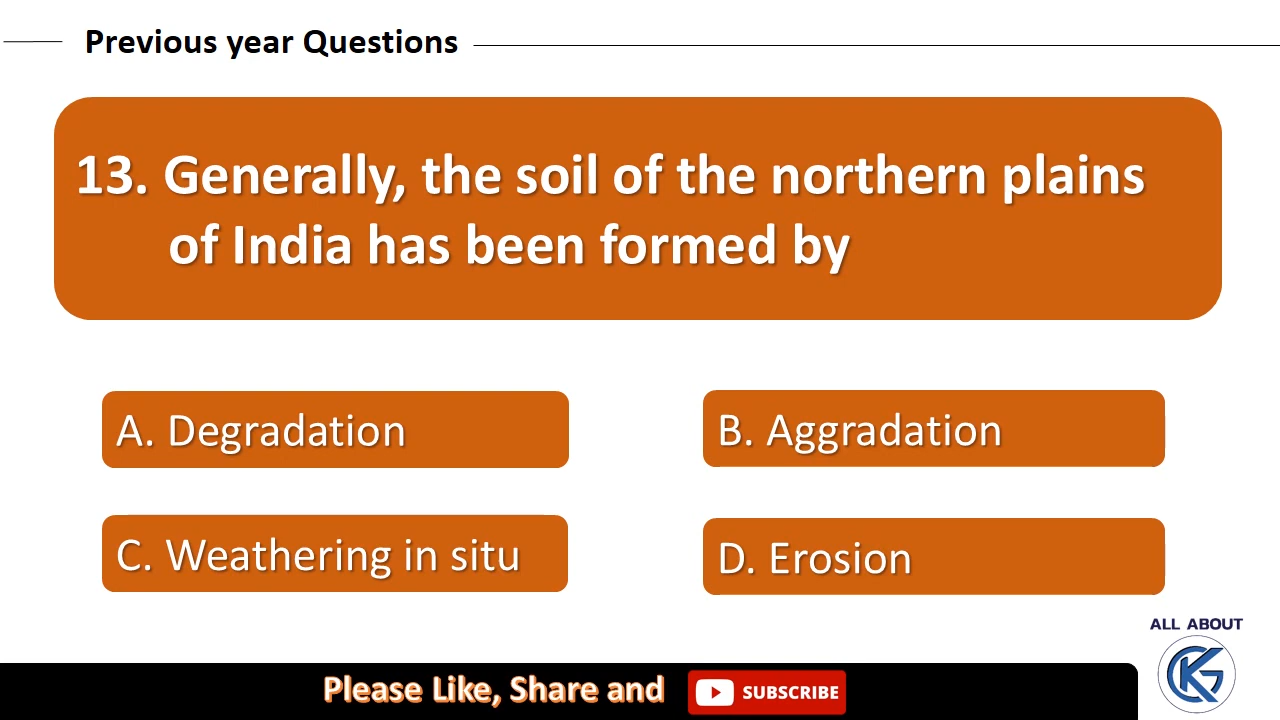 Previous year Questions
13. Generally, the soil of the northern plains
of India has been formed by
A. Degradation
B. Aggradation
C. Weathering in situ
D. Erosion
ALL ABOUT
GK
Please Like, Share and
SUBSCRIBE